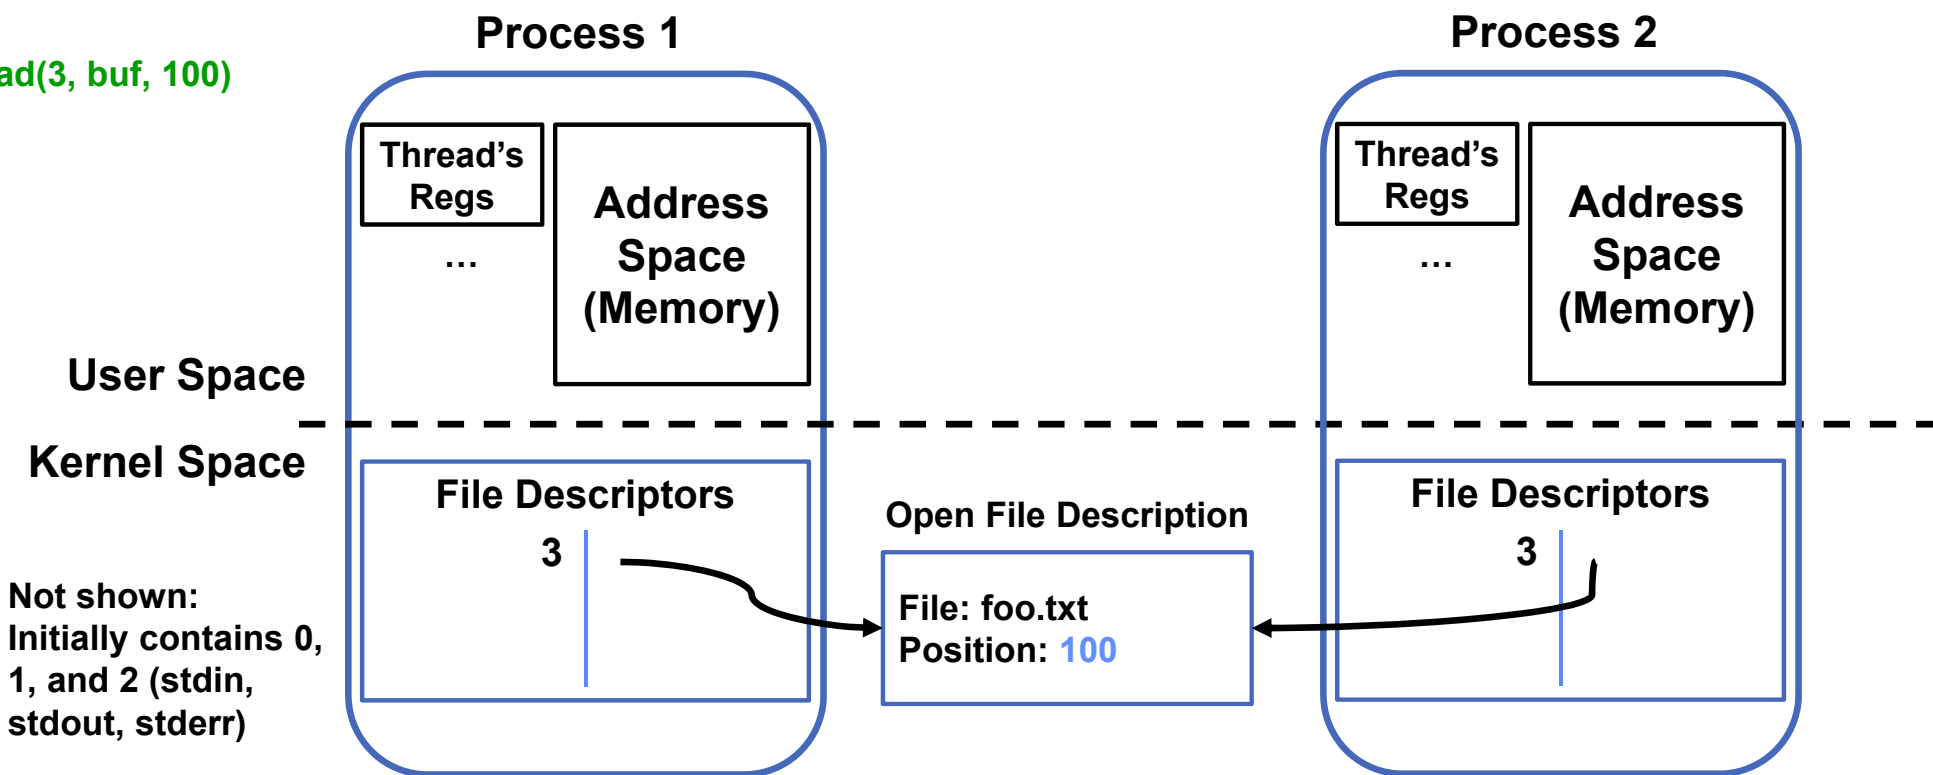 Process 1
Process 2
ad(3, buf, 100)
Thread’s
Regs
…
Address
Space
(Memory)
Thread’s
Regs
…
Address
Space
(Memory)
User Space
Kernel Space
File Descriptors
3
Open File Description
File: foo.txt
Position: 100
File Descriptors
3
Not shown:
Initially contains 0,
1, and 2 (stdin,
stdout, stderr)